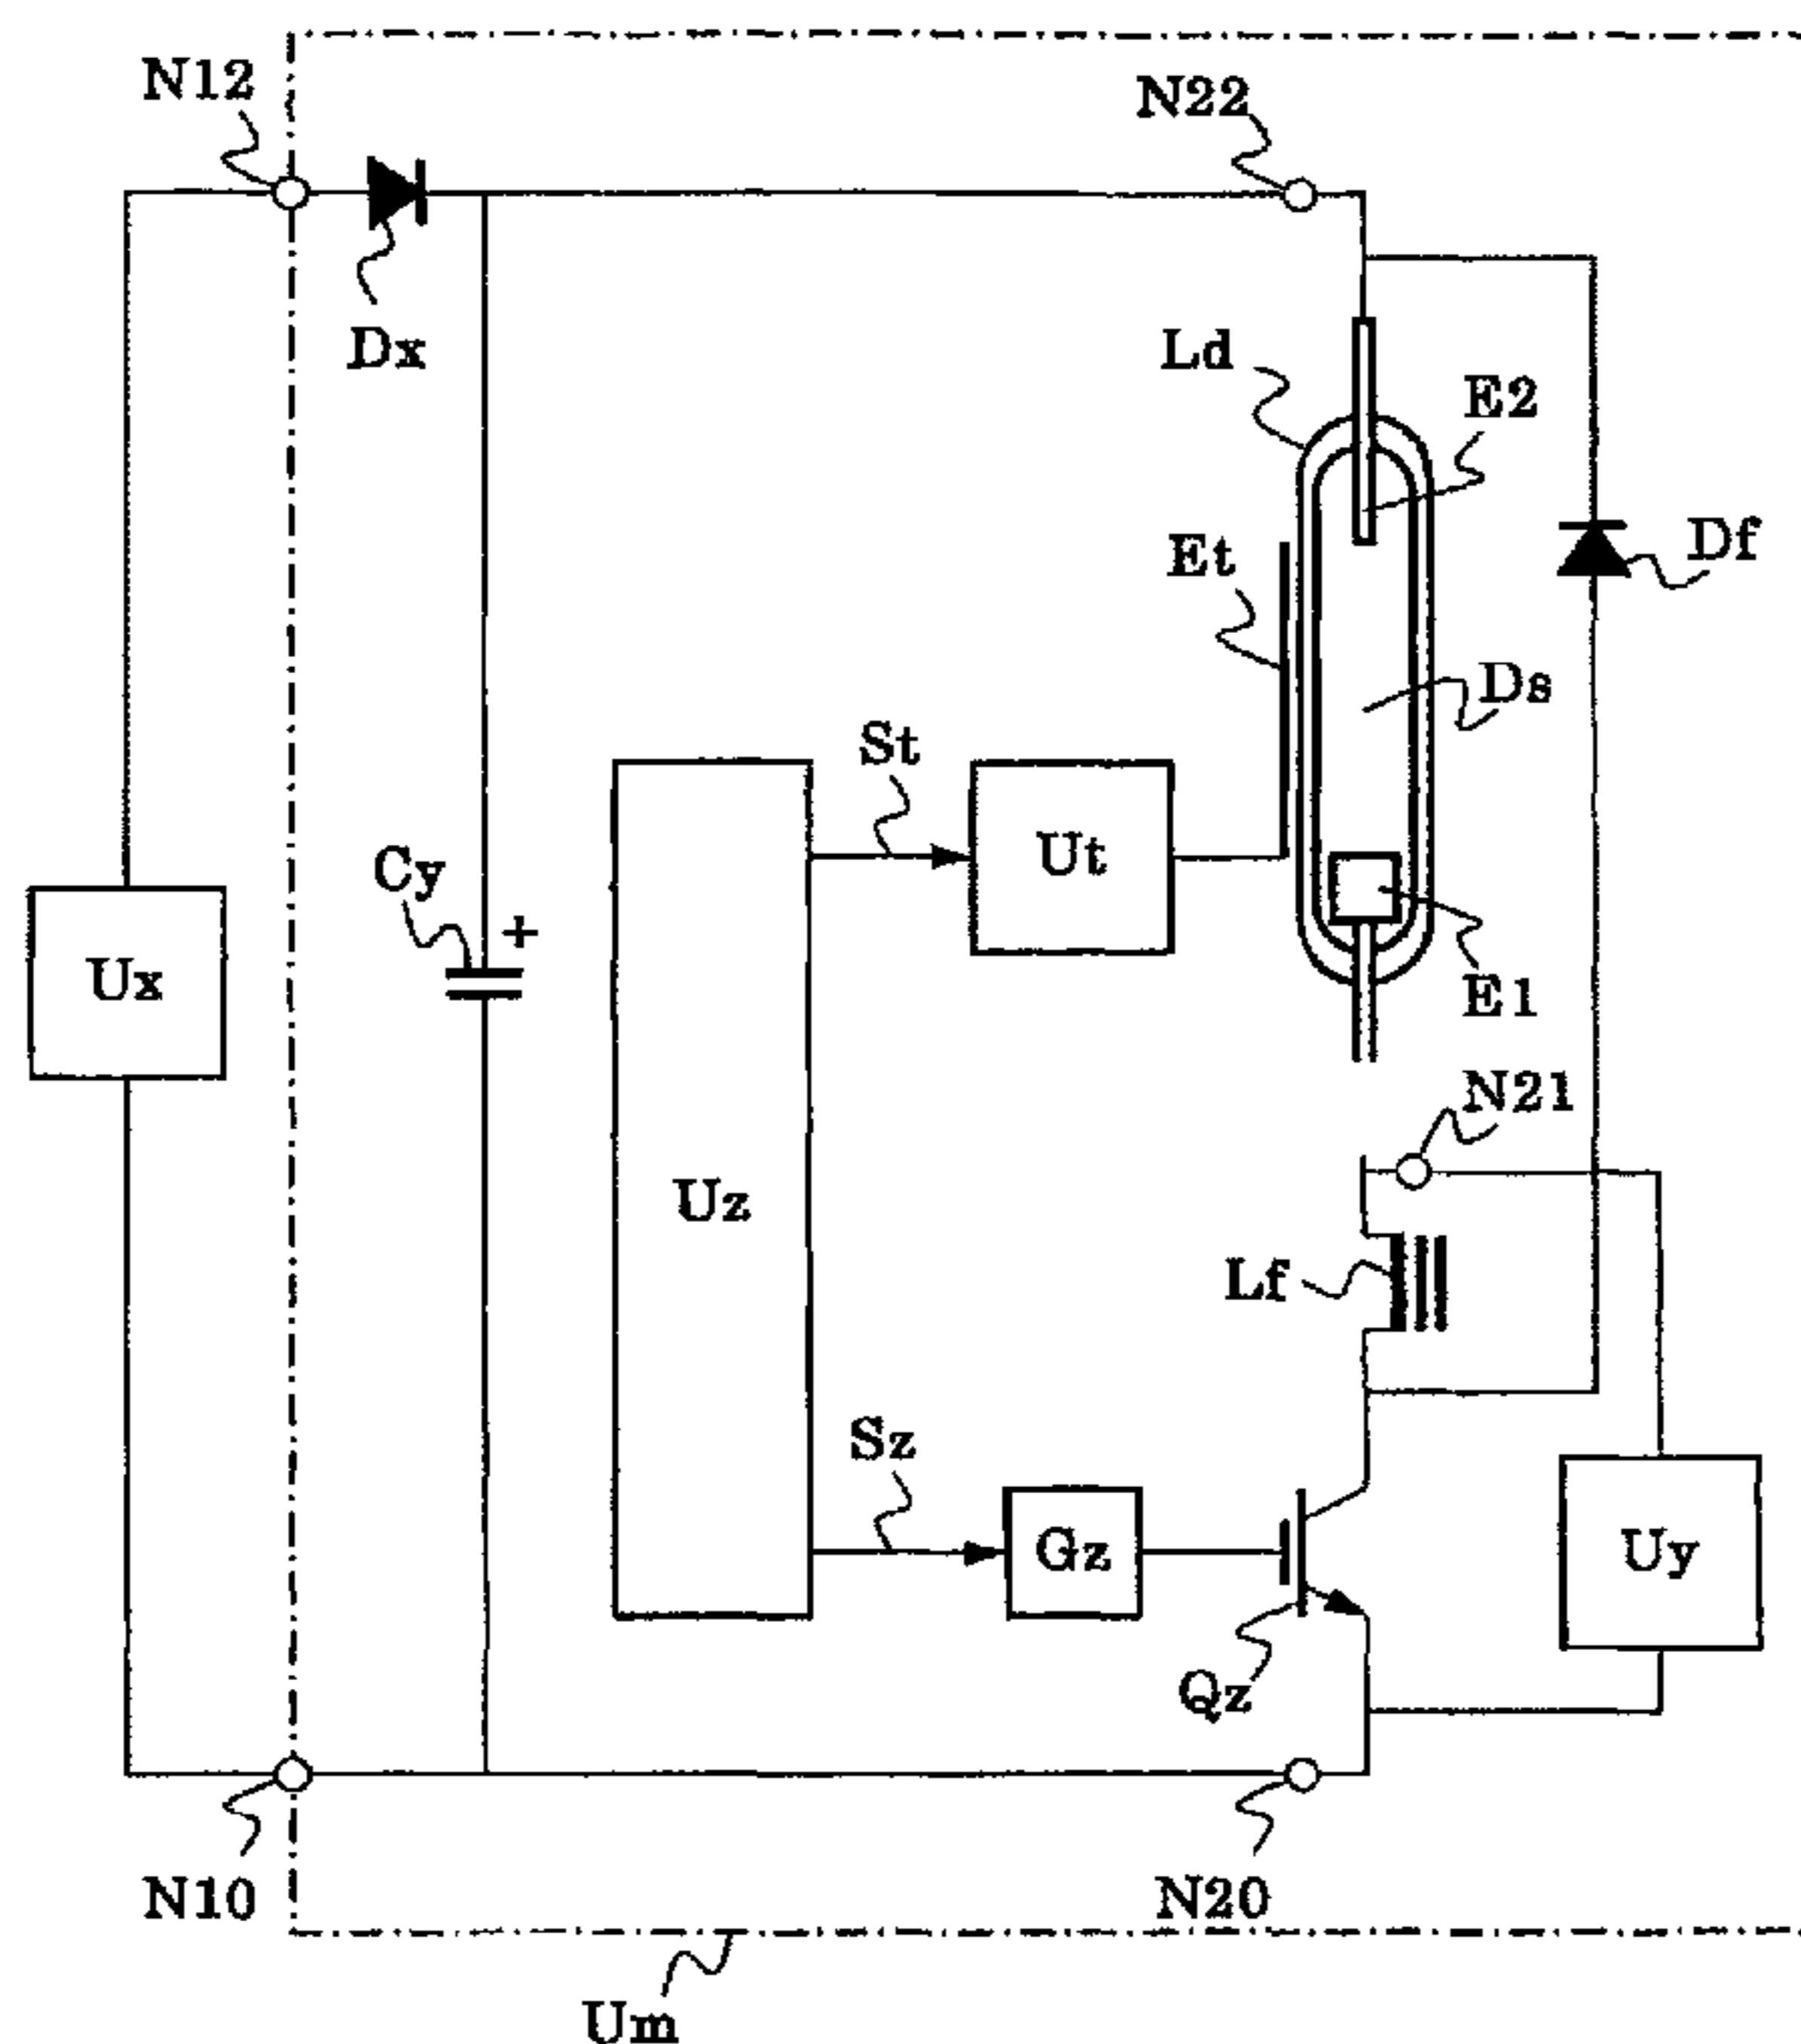 N12
N22
Dx
Ld
E2
Et
Df
Ds
St
Ut
Cy
+
Ux
E1
N21
Uz
Lf
Sz
Gz
Uy
Qz
N10
N20
Um